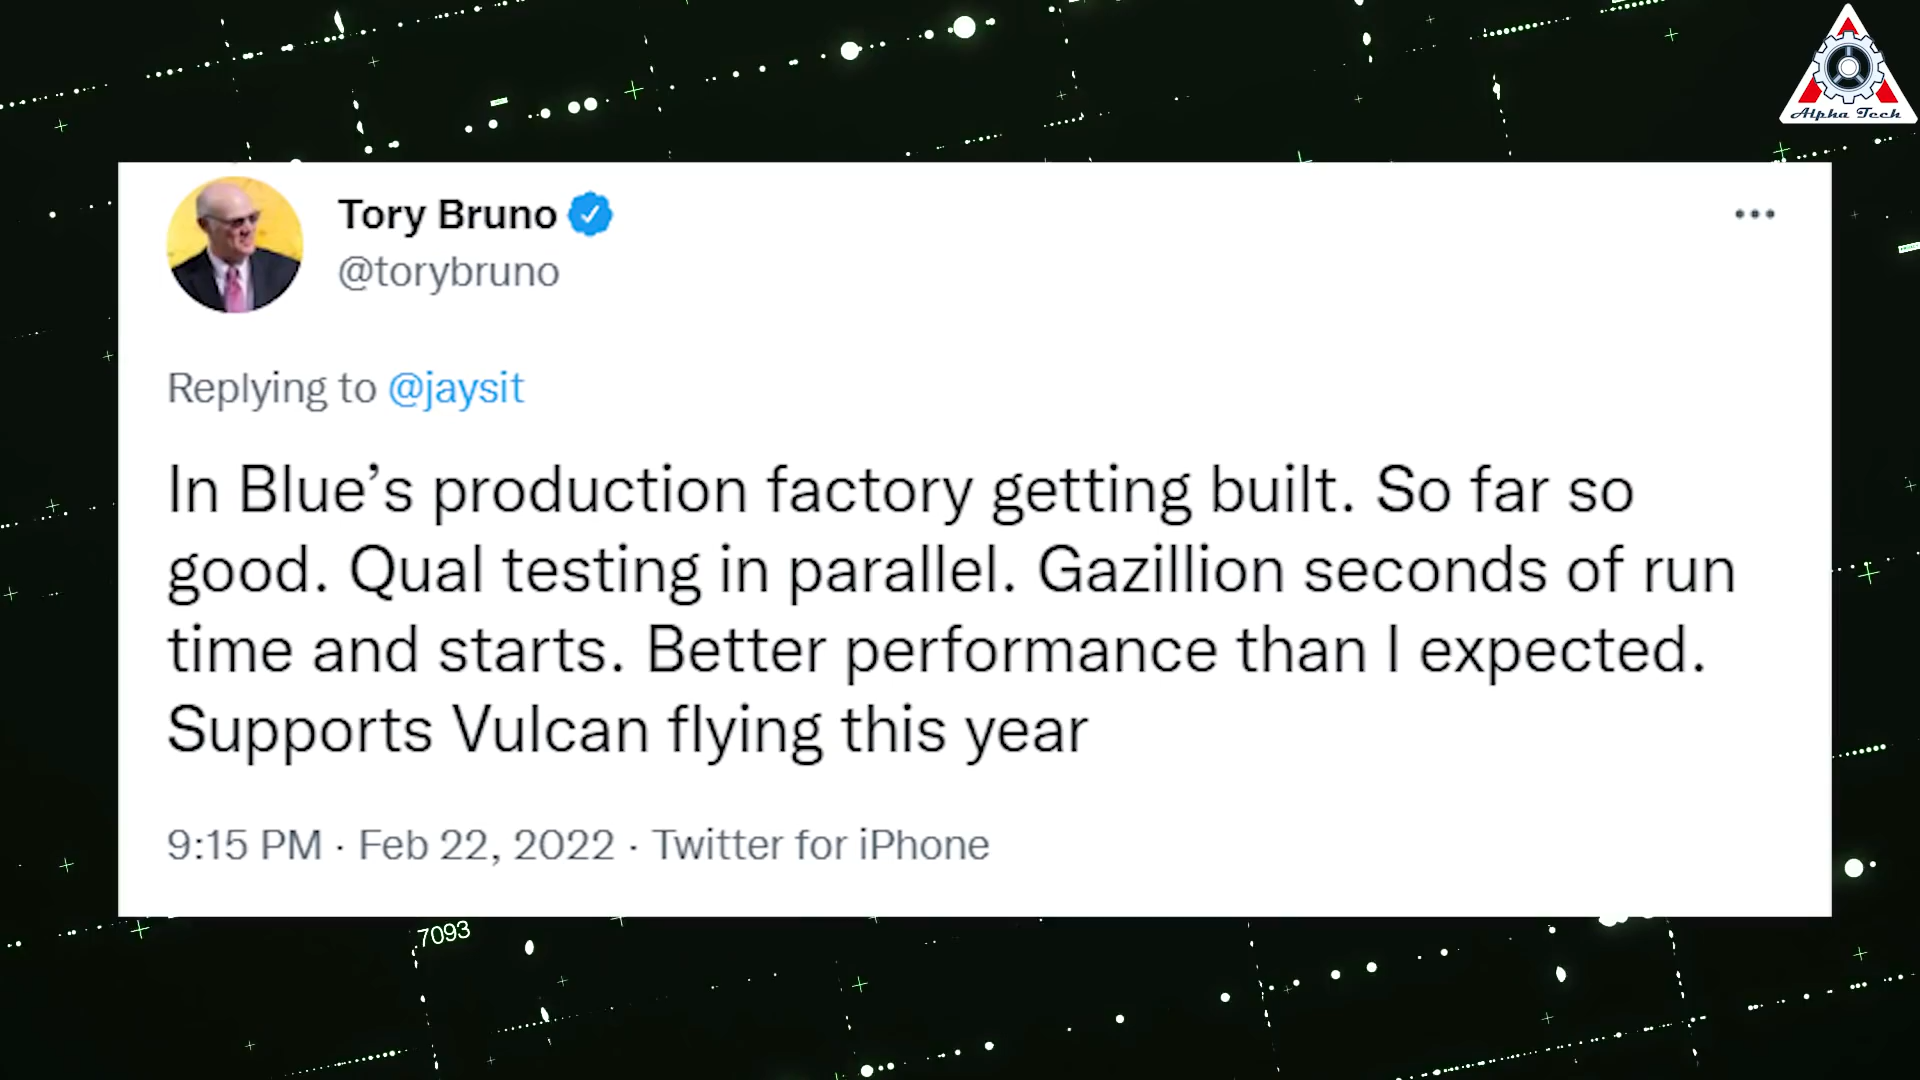 Alpha Tech
Tory Bruno
@torybruno
Replying to @jaysit
In Blue’s production factory getting built. So far so
good. Qual testing in parallel. Gazillion seconds of run
time and starts. Better performance than I expected.
Supports Vulcan flying this year
9:15 PM · Feb 22, 2022 · Twitter for iPhone
7093